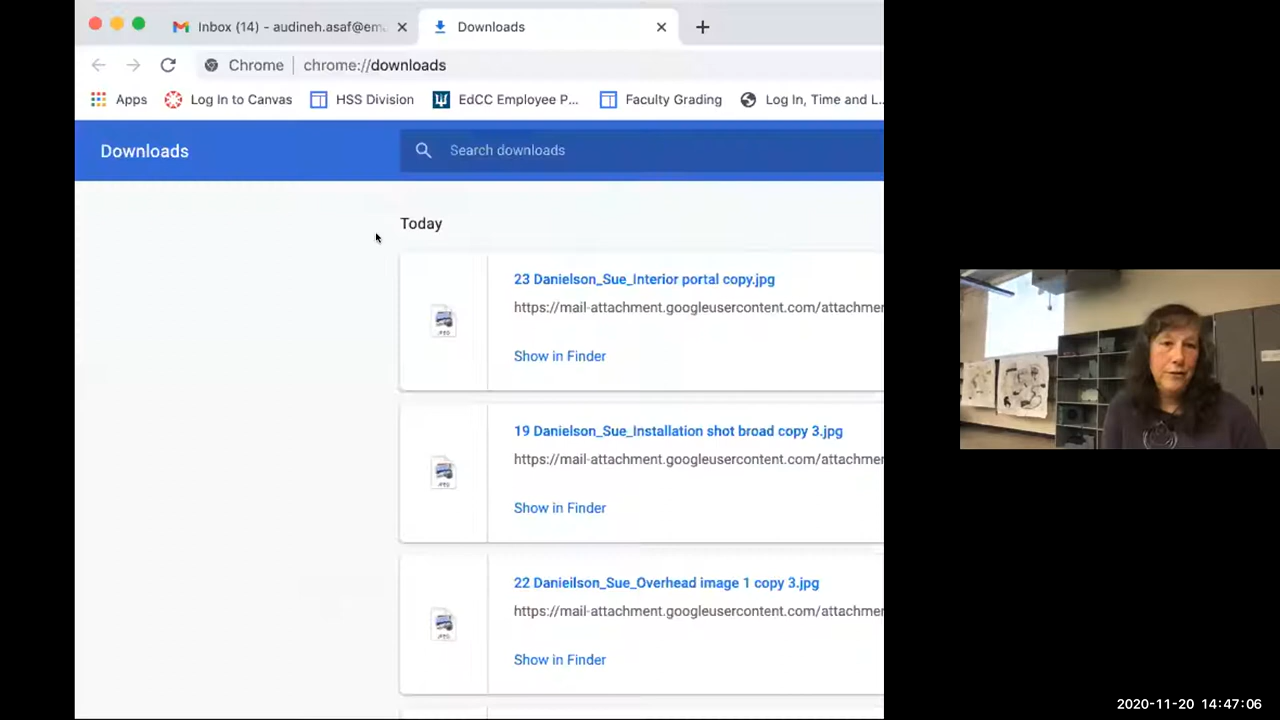 Inbox (14) - audineh.asaf@em
Downloads
Chrome
chrome://downloads
Apps
Log In to Canvas
HSS Division
EdCC Employee P...
Faculty Grading
Log In, Time and L...
Downloads
Search downloads
Today
23 Danielson_Sue_Interior portal copy.jpg
https://mail-attachment.googleusercontent.com/attachmen
Show in Finder
19 Danielson_Sue_Installation shot broad copy 3.jpg
https://mail-attachment.googleusercontent.com/attachmen
Show in Finder
22 Danieilson_Sue_Overhead image 1 copy 3.jpg
https://mail-attachment.googleusercontent.com/attachmen
Show in Finder
JPEG
JPEG
JPEG
2020-11-20 14:47:06